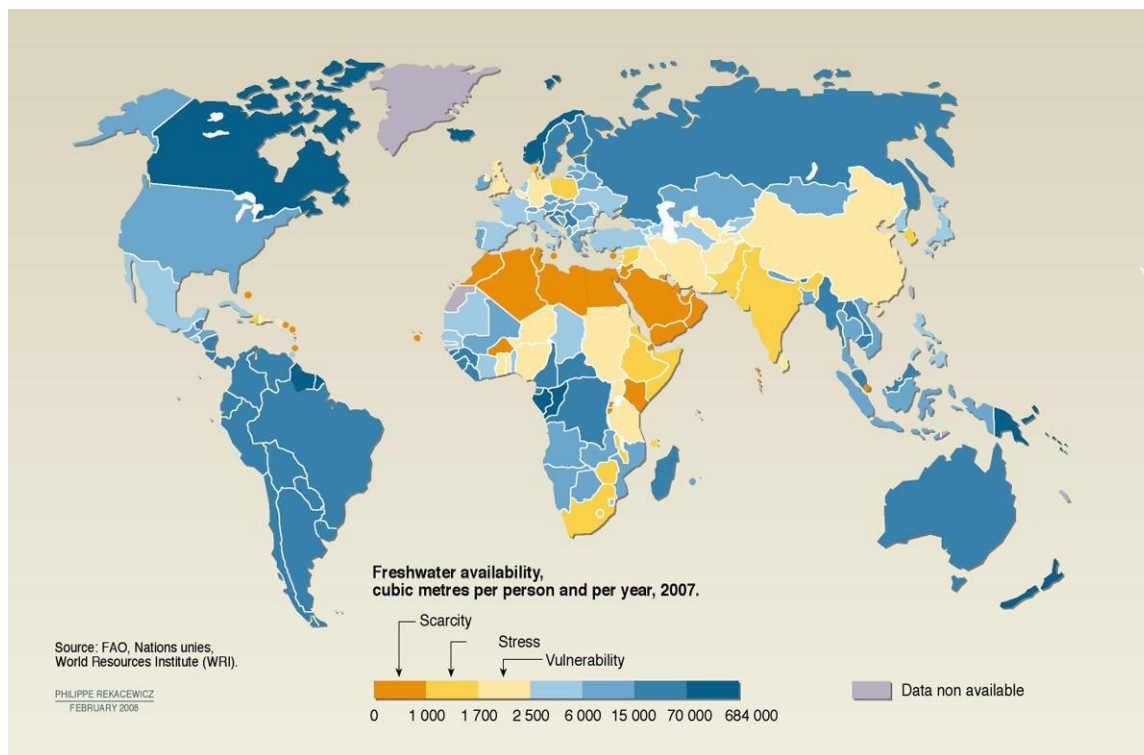 Freshwater availability,
cubic metres per person and per year, 2007.
Scarcity
Stress
Vulnerability
0 1 000 1 700 2 500 6 000 15 000 70 000 684 000
Data non available
Source: FAO, Nations unies,
World Resources Institute (WRI).
PHILIPPE REKACEWICZ
FEBRUARY 2008